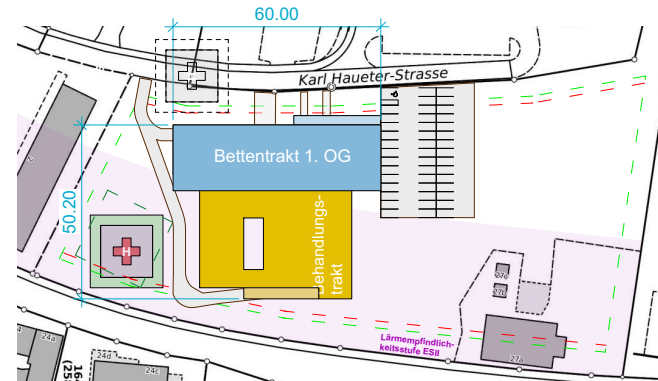 60.00
Karl Haueter-Strasse
H
Bettentrakt 1. OG
50.20
Behandlungs-
trakt
H
27c
27b
Lärmempfindlich-
keitsstufe ESII
27a
24a
24d
24c